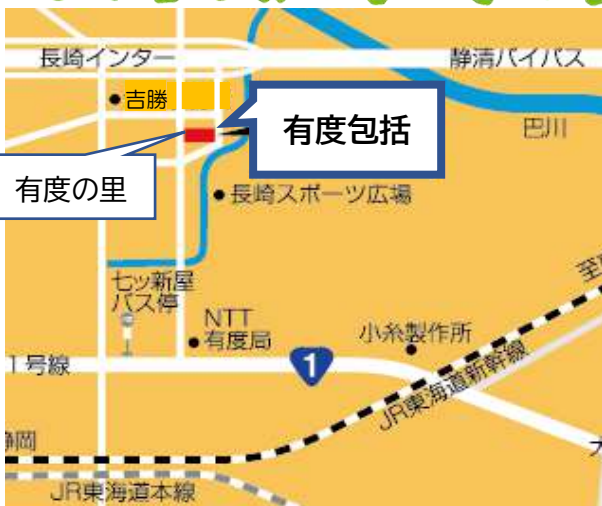 長崎インター
静清バイパス
吉勝
有度包括
巴川
有度の里
長崎スポーツ広場
七ツ新屋
バス停
NTT
有度局
小糸製作所
至
1号線
1
JR東海道新幹線
静岡
JR東海道本線